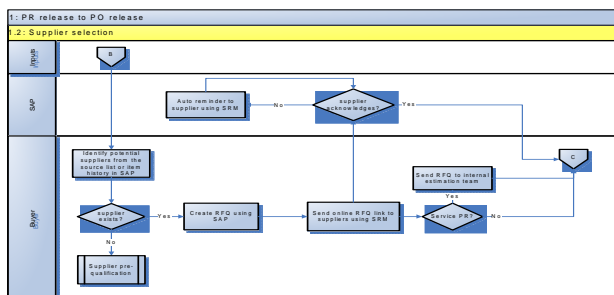 1: PR release to PO release
1.2: Supplier selection
Inputs
B
SAP
Auto reminder to
supplier using SRM
No
supplier
acknowledges?
Yes
Buyer
Identify potential
suppliers from the
source list or item
history in SAP
C
Send RFQ to internal
estimation team
Yes
supplier
exists?
Yes
Create RFQ using
SAP
Send online RFQ link to
suppliers using SRM
Service PR?
No
No
Supplier pre-
qualification